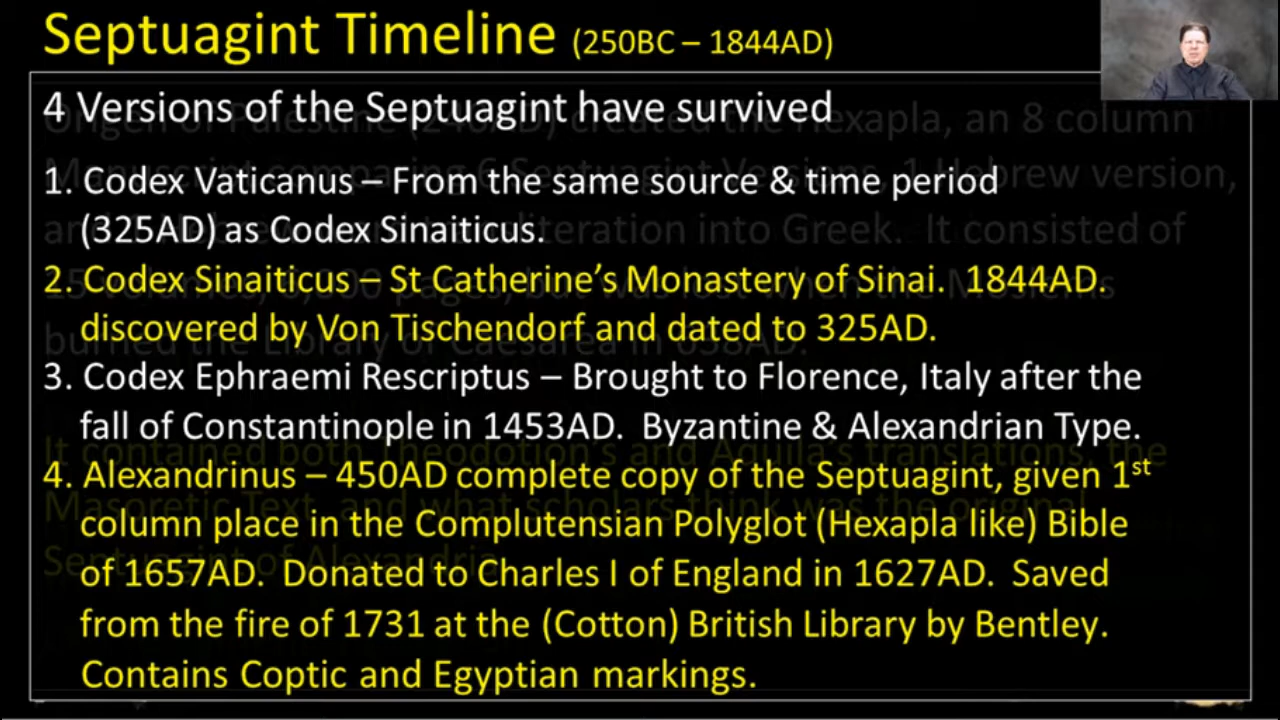 Septuagint Timeline (250BC – 1844AD)
4 Versions of the Septuagint have survived
1. Codex Vaticanus – From the same source & time period
(325AD) as Codex Sinaiticus.
2. Codex Sinaiticus – St Catherine's Monastery of Sinai. 1844AD.
discovered by Von Tischendorf and dated to 325AD.
3. Codex Ephraemi Rescriptus – Brought to Florence, Italy after the
fall of Constantinople in 1453AD. Byzantine & Alexandrian Type.
4. Alexandrinus – 450AD complete copy of the Septuagint, given 1st
column place in the Complutensian Polyglot (Hexapla like) Bible
of 1657AD. Donated to Charles I of England in 1627AD. Saved
from the fire of 1731 at the (Cotton) British Library by Bentley.
Contains Coptic and Egyptian markings.